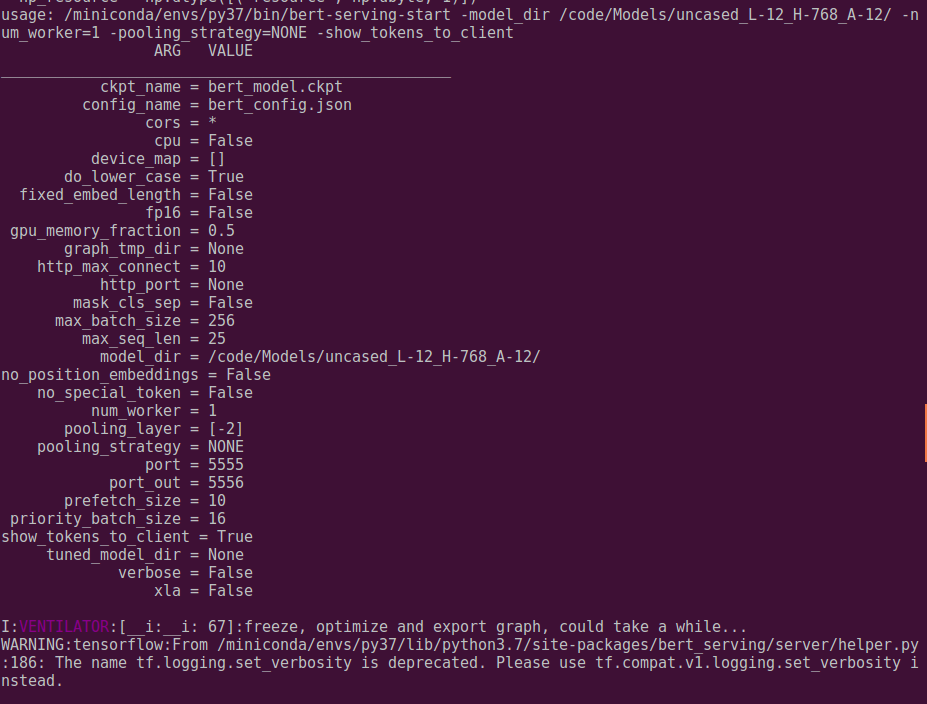 usage: /miniconda/envs/py37/bin/bert-serving-start -model_dir /code/Models/uncased_L-12_H-768_A-12/ -n
um_worker=1 -pooling_strategy=NONE -show_tokens_to_client
ARG VALUE
__________________________________________________
ckpt_name = bert_model.ckpt
config_name = bert_config.json
cors = *
cpu = False
device_map = []
do_lower_case = True
fixed_embed_length = False
fp16 = False
gpu_memory_fraction = 0.5
graph_tmp_dir = None
http_max_connect = 10
http_port = None
mask_cls_sep = False
max_batch_size = 256
max_seq_len = 25
model_dir = /code/Models/uncased_L-12_H-768_A-12/
no_position_embeddings = False
no_special_token = False
num_worker = 1
pooling_layer = [-2]
pooling_strategy = NONE
port = 5555
port_out = 5556
prefetch_size = 10
priority_batch_size = 16
show_tokens_to_client = True
tuned_model_dir = None
verbose = False
xla = False
I:VENTILATOR:[__i:__i: 67]:freeze, optimize and export graph, could take a while...
WARNING:tensorflow:From /miniconda/envs/py37/lib/python3.7/site-packages/bert_serving/server/helper.py
:186: The name tf.logging.set_verbosity is deprecated. Please use tf.compat.v1.logging.set_verbosity i
nstead.